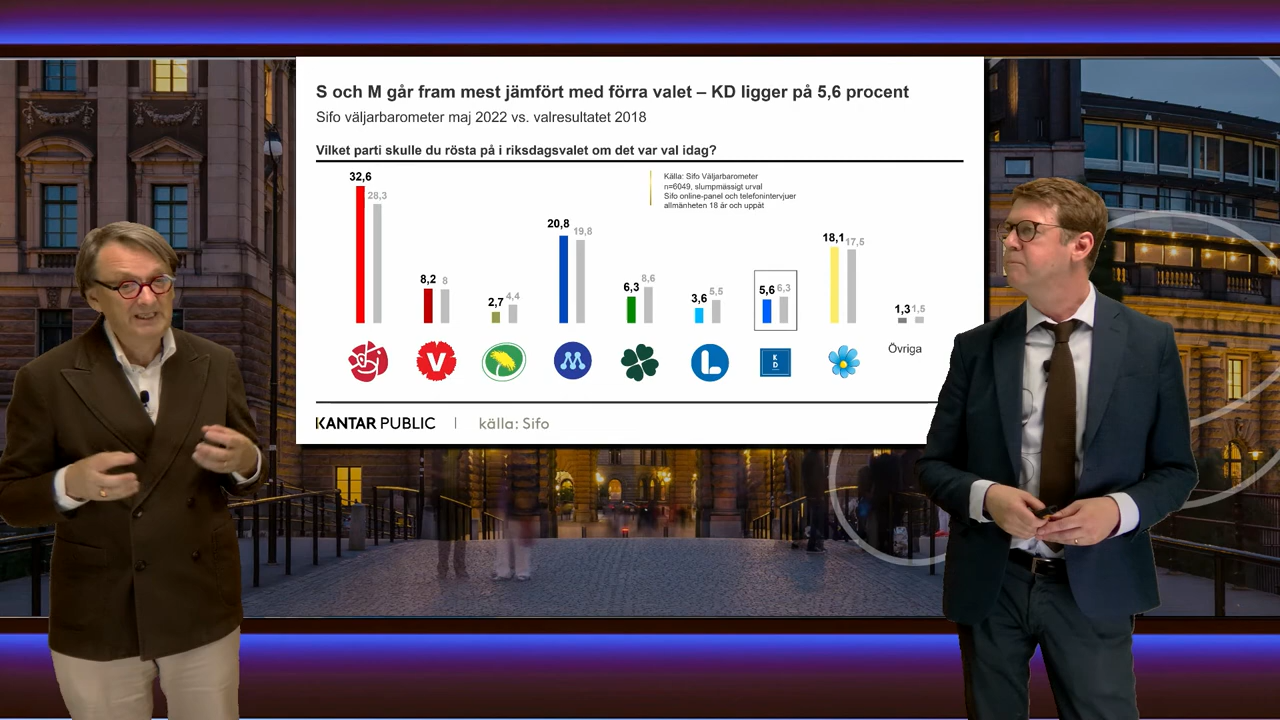 S och M går fram mest jämfört med förra valet – KD ligger på 5,6 procent
Sifo väljarbarometer maj 2022 vs. valresultatet 2018
Vilket parti skulle du rösta på i riksdagsvalet om det var val idag?
Källa: Sifo Väljarbarometer
n=6049, slumpmässigt urval
Sifo online-panel och telefonintervjuer
allmänheten 18 år och uppåt
32,6 28,3
8,2 8
2,7 4,4
20,8 19,8
6,3 8,6
3,6 5,5
5,6 6,3
18,1 17,5
1,3 1,5
V
M
L
K
D
Övriga
KANTAR PUBLIC | källa: Sifo